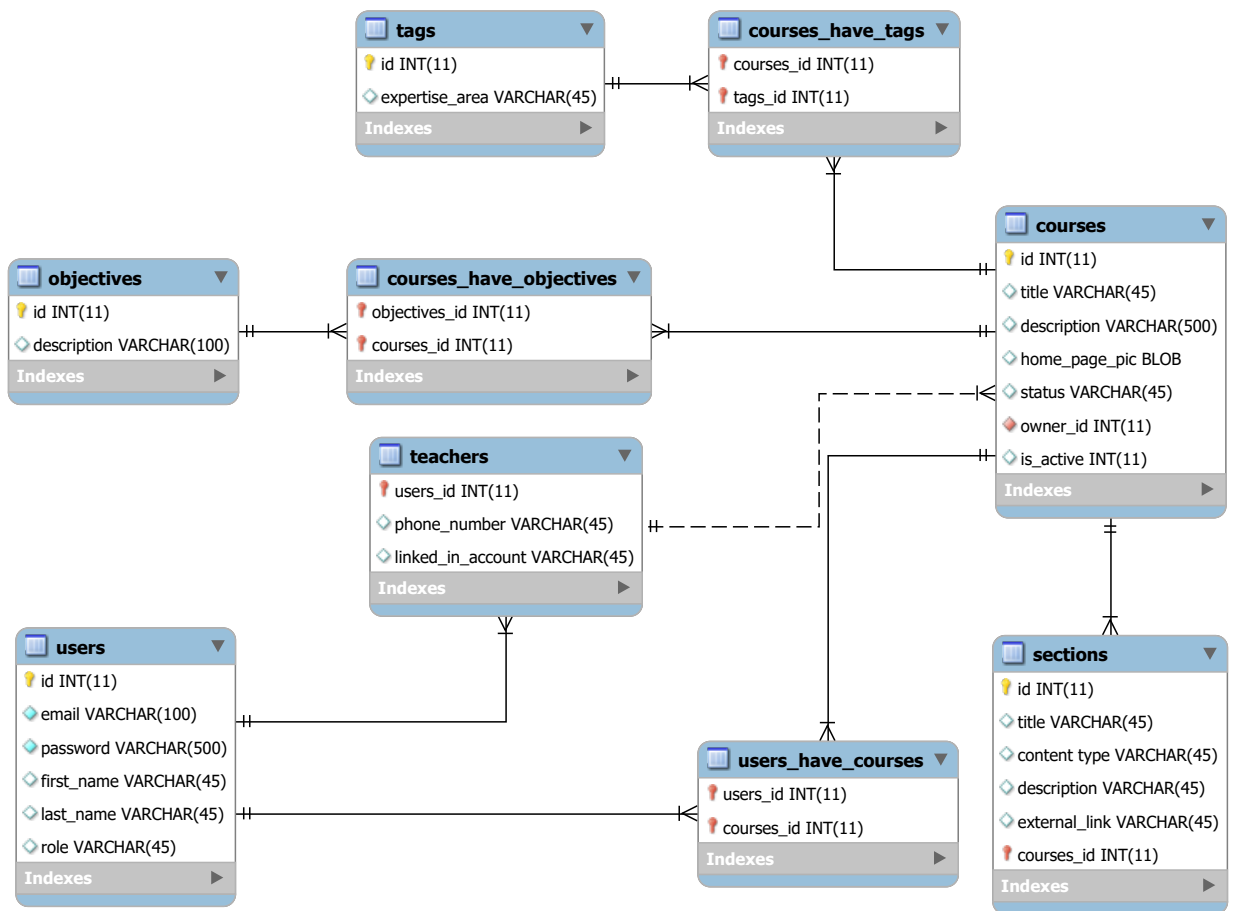 tags
id INT(11)
expertise_area VARCHAR(45)
Indexes
courses_have_tags
courses_id INT(11)
tags_id INT(11)
Indexes
courses
id INT(11)
title VARCHAR(45)
description VARCHAR(500)
home_page_pic BLOB
status VARCHAR(45)
owner_id INT(11)
is_active INT(11)
Indexes
objectives
id INT(11)
description VARCHAR(100)
Indexes
courses_have_objectives
objectives_id INT(11)
courses_id INT(11)
Indexes
teachers
users_id INT(11)
phone_number VARCHAR(45)
linked_in_account VARCHAR(45)
Indexes
users
id INT(11)
email VARCHAR(100)
password VARCHAR(500)
first_name VARCHAR(45)
last_name VARCHAR(45)
role VARCHAR(45)
Indexes
users_have_courses
users_id INT(11)
courses_id INT(11)
Indexes
sections
id INT(11)
title VARCHAR(45)
content type VARCHAR(45)
description VARCHAR(45)
external_link VARCHAR(45)
courses_id INT(11)
Indexes